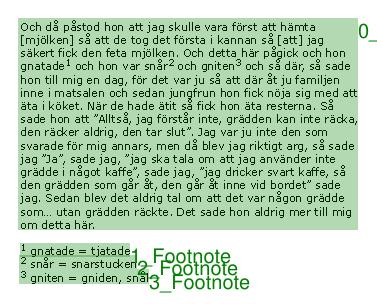 Och då påstod hon att jag skulle vara först att hämta
[mjölken] så att de tog det första i kannan så [att] jag
säkert fick den feta mjölken. Och detta här pågick och hon
gnatade¹ och hon var snår² och gniten³ och så där, så sade
hon till mig en dag, för det var ju så att där åt ju familjen
inne i matsalen och sedan jungfrun hon fick nöja sig med att
äta i köket. När de hade ätit så fick hon äta resterna. Så
sade hon att ”Alltså, jag förstår inte, grädden kan inte räcka,
den räcker aldrig, den tar slut”. Jag var ju inte den som
svarade för mig annars, men då blev jag riktigt arg, så sade
jag ”Ja”, sade jag, ”jag ska tala om att jag använder inte
grädde i något kaffe”, sade jag, ”jag dricker svart kaffe, så
den grädden som går åt, den går åt inne vid bordet” sade
jag. Sedan blev det aldrig tal om att det var någon grädde
som... utan grädden räckte. Det sade hon aldrig mer till mig
om detta här.
0_
¹ gnatade = tjatade
1_Footnote
² snår = snarstucken
2_Footnote
³ gniten = gniden, snål
3_Footnote